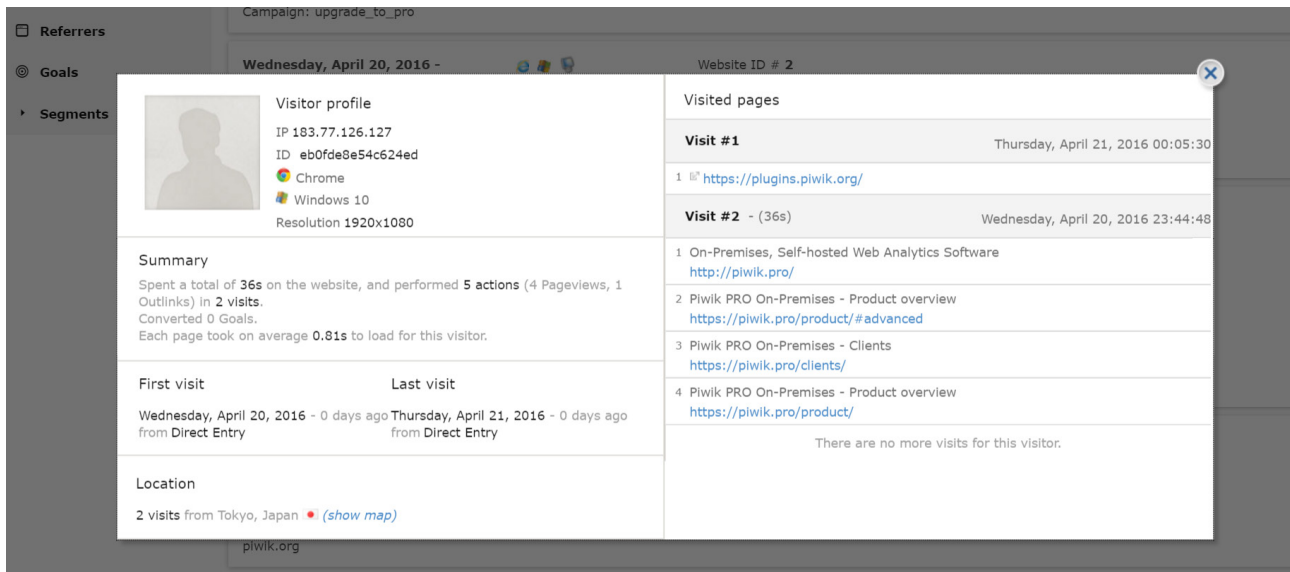 Campaign: upgrade_to_pro
Referrers
Goals
Segments
Wednesday, April 20, 2016 -
Website ID # 2
Visitor profile
IP 183.77.126.127
ID eb0fde8e54c624ed
Chrome
Windows 10
Resolution 1920x1080
Summary
Spent a total of 36s on the website, and performed 5 actions (4 Pageviews, 1
Outlinks) in 2 visits.
Converted 0 Goals.
Each page took on average 0.81s to load for this visitor.
First visit
Wednesday, April 20, 2016 - 0 days ago
from Direct Entry
Last visit
Thursday, April 21, 2016 - 0 days ago
from Direct Entry
Location
2 visits from Tokyo, Japan (show map)
Visited pages
Visit #1 Thursday, April 21, 2016 00:05:30
1 https://plugins.piwik.org/
Visit #2 - (36s) Wednesday, April 20, 2016 23:44:48
1 On-Premises, Self-hosted Web Analytics Software
http://piwik.pro/
2 Piwik PRO On-Premises - Product overview
https://piwik.pro/product/#advanced
3 Piwik PRO On-Premises - Clients
https://piwik.pro/clients/
4 Piwik PRO On-Premises - Product overview
https://piwik.pro/product/
There are no more visits for this visitor.
piwik.org